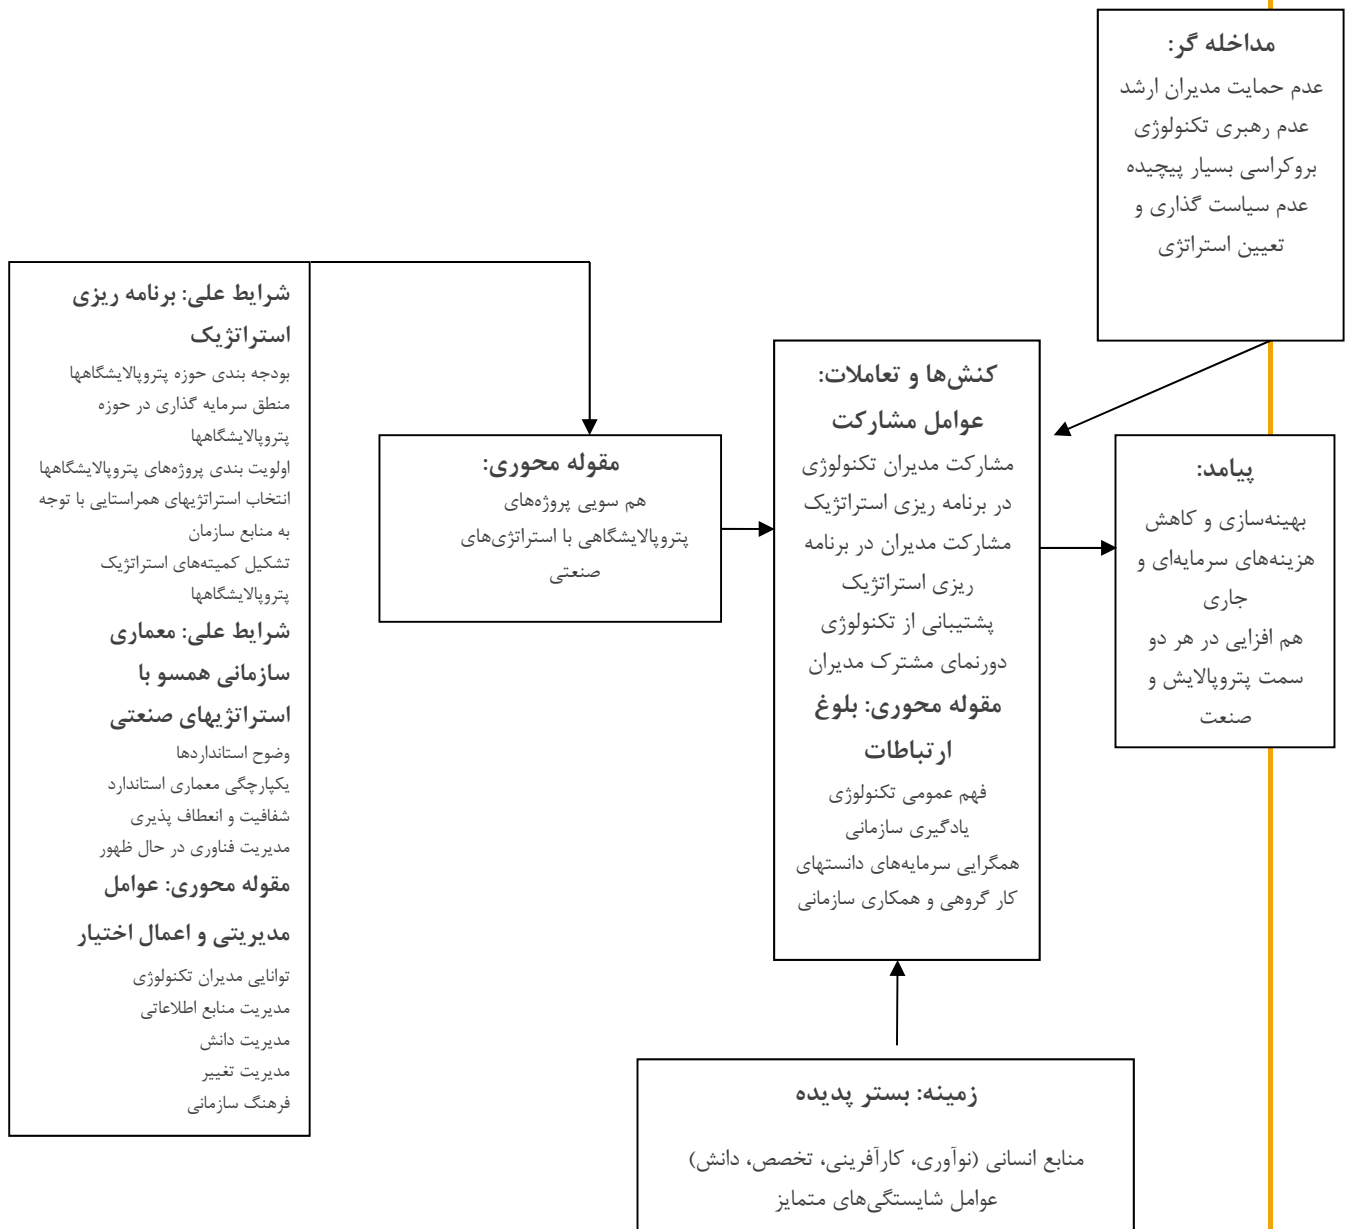 مداخله گر:
عدم حمایت مدیران ارشد
عدم رهبری تکنولوژی
بروکراسی بسیار پیچیده
عدم سیاست گذاری و
تعیین استراتژی
شرایط علی: برنامه ریزی
استراتژیک
بودجه بندی حوزه پتروپالایشگاهها
منطق سرمایه گذاری در حوزه
پتروپالایشگاهها
اولویت بندی پروژه‌های پتروپالایشگاهها
انتخاب استراتژیهای همراستایی با توجه
به منابع سازمان
تشکیل کمیته‌های استراتژیک
پتروپالایشگاهها
شرایط علی: معماری
سازمانی همسو با
استراتژیهای صنعتی
وضوح استانداردها
یکپارچگی معماری استاندارد
شفافیت و انعطاف پذیری
مدیریت فناوری در حال ظهور
مقوله محوری: عوامل
مدیریتی و اعمال اختیار
توانایی مدیران تکنولوژی
مدیریت منابع اطلاعاتی
مدیریت دانش
مدیریت تغییر
فرهنگ سازمانی
مقوله محوری:
هم سویی پروژه‌های
پتروپالایشگاهی با استراتژی‌های
صنعتی
کنش‌ها و تعاملات:
عوامل مشارکت
مشارکت مدیران تکنولوژی
در برنامه ریزی استراتژیک
مشارکت مدیران در برنامه
ریزی استراتژیک
پشتیبانی از تکنولوژی
دورنمای مشترک مدیران
مقوله محوری: بلوغ
ارتباطات
فهم عمومی تکنولوژی
یادگیری سازمانی
همگرایی سرمایه‌های دانستهای
کار گروهی و همکاری سازمانی
پیامد:
بهینه‌سازی و کاهش
هزینه‌های سرمایه‌ای و
جاری
هم افزایی در هر دو
سمت پتروپالایش و
صنعت
زمینه: بستر پدیده
منابع انسانی (نوآوری، کارآفرینی، تخصص، دانش)
عوامل شایستگی‌های متمایز